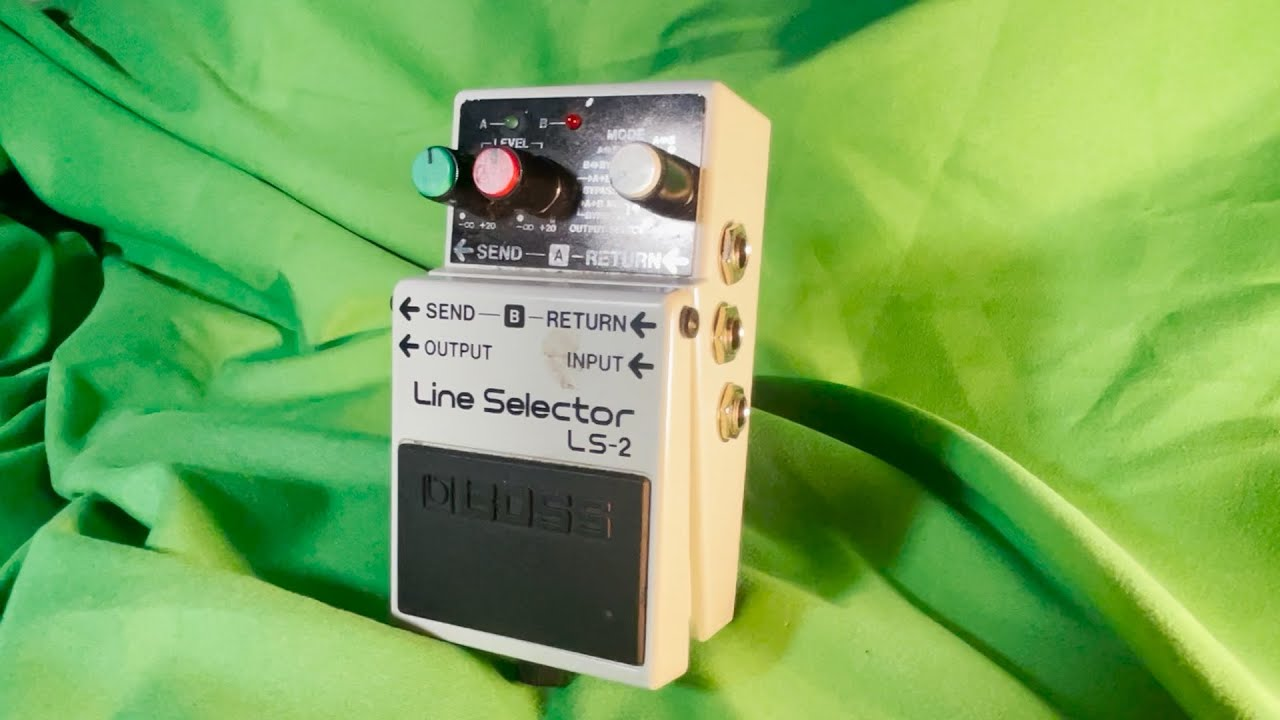 A B
LEVEL
MODE
-∞ +20 -∞ +20
← SEND A RETURN ←
← SEND B RETURN ←
← OUTPUT INPUT ←
Line Selector
LS-2
BOSS